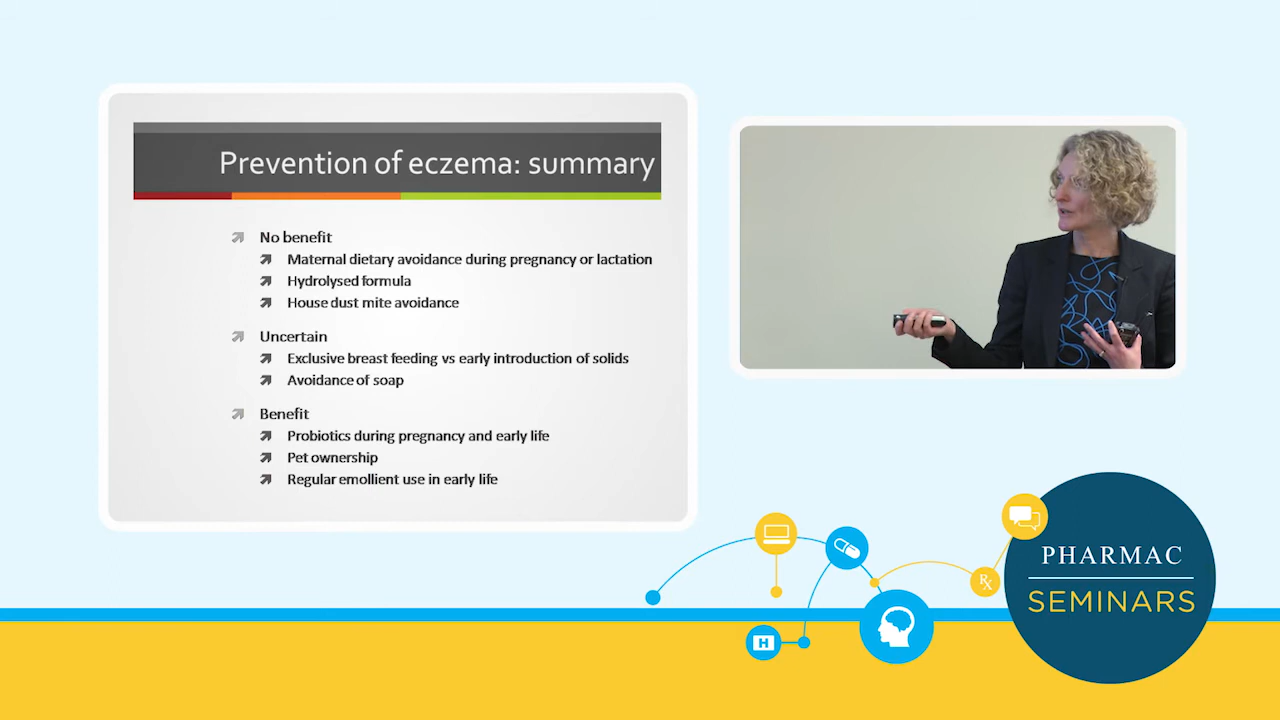 Prevention of eczema: summary
No benefit
Maternal dietary avoidance during pregnancy or lactation
Hydrolysed formula
House dust mite avoidance
Uncertain
Exclusive breast feeding vs early introduction of solids
Avoidance of soap
Benefit
Probiotics during pregnancy and early life
Pet ownership
Regular emollient use in early life
PHARMAC
SEMINARS
Rx
H